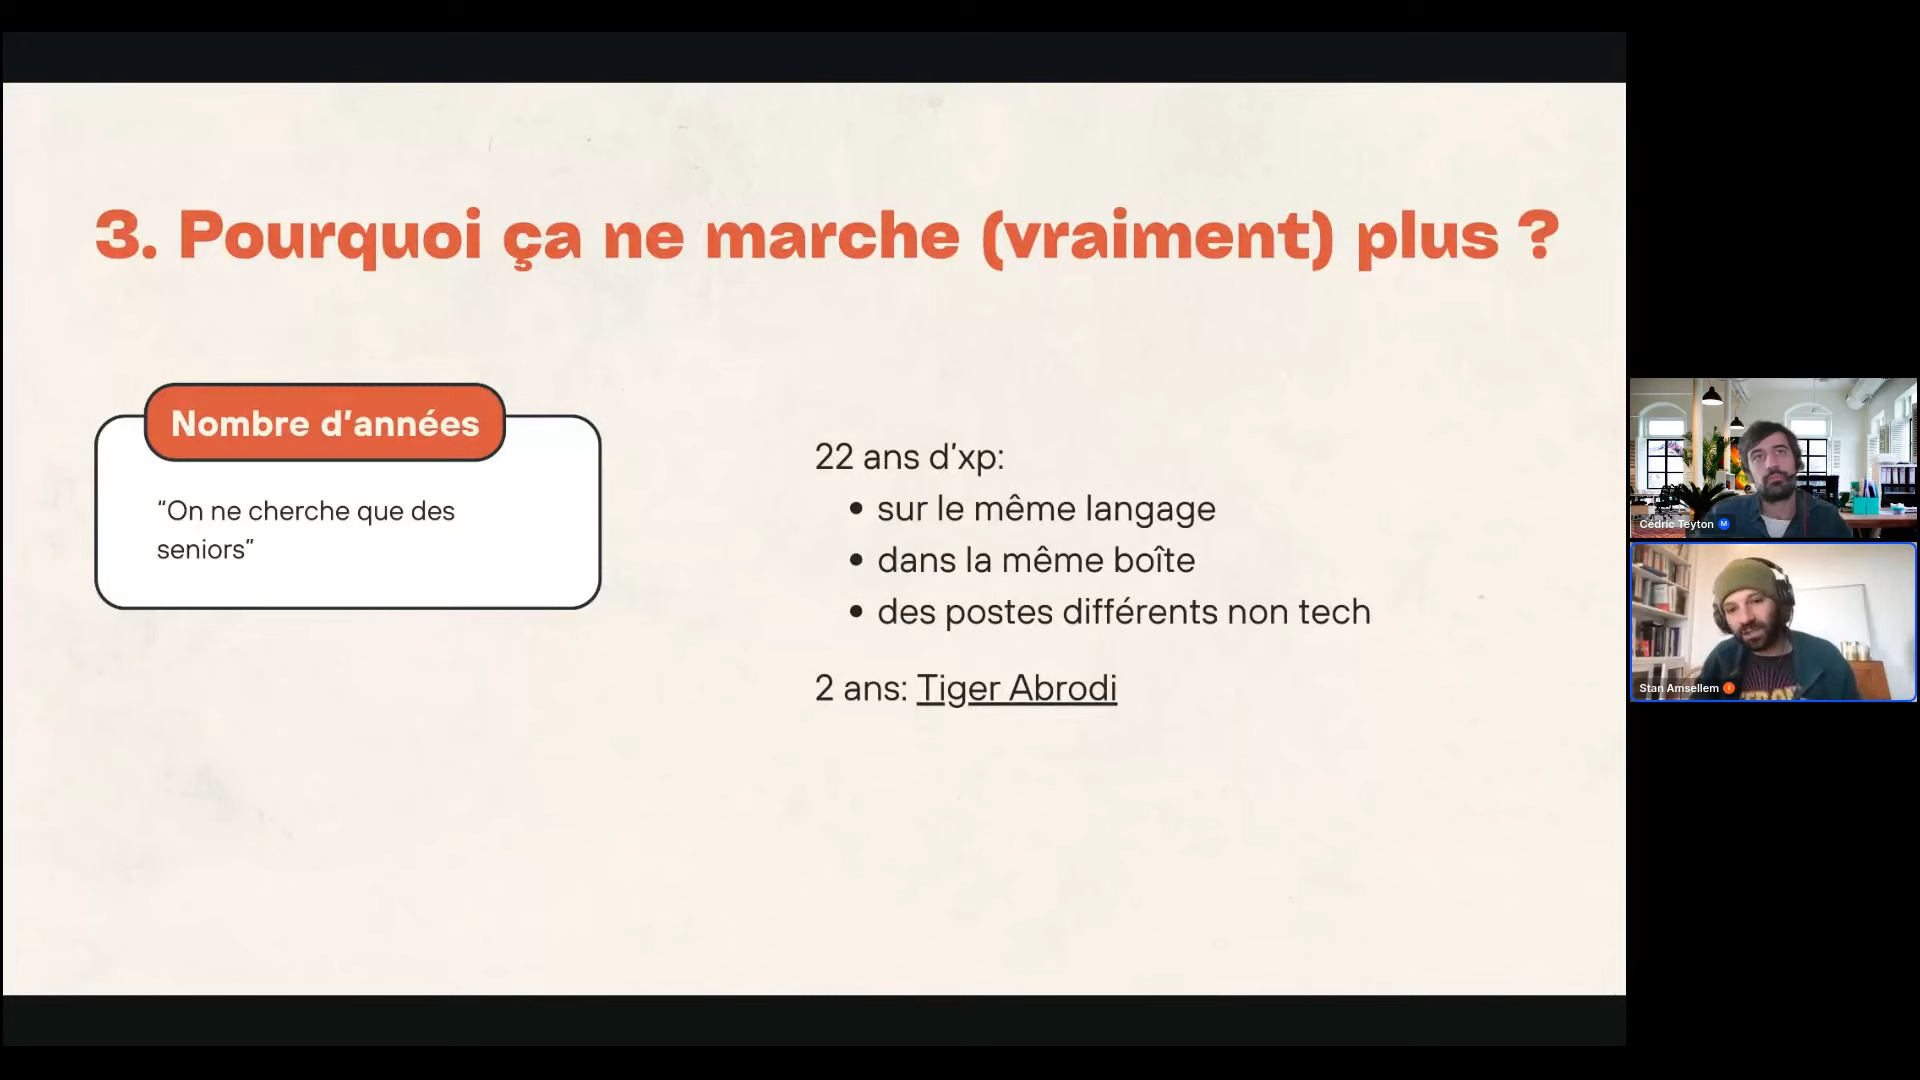 3. Pourquoi ça ne marche (vraiment) plus ?
Nombre d’années
“On ne cherche que des
seniors”
22 ans d’xp:
• sur le même langage
• dans la même boîte
• des postes différents non tech
2 ans: Tiger Abrodi
Cédric Teyton M
Stan Amsellem